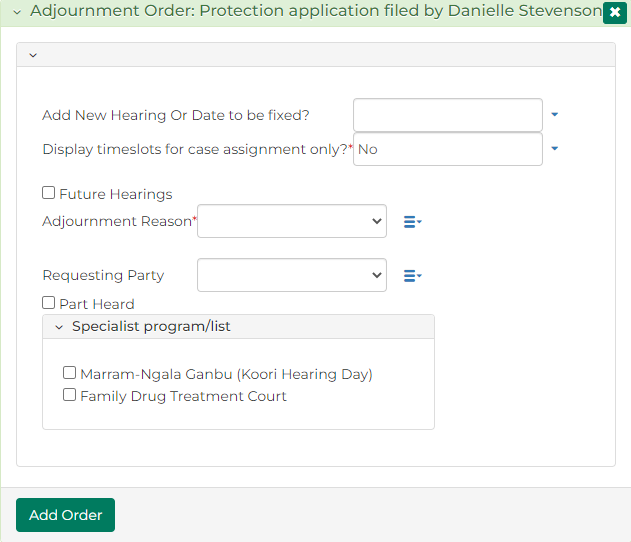 Adjournment Order: Protection application filed by Danielle Stevenson
Add New Hearing Or Date to be fixed?
Display timeslots for case assignment only?* No
Future Hearings
Adjournment Reason*
Requesting Party
Part Heard
Specialist program/list
Marram-Ngala Ganbu (Koori Hearing Day)
Family Drug Treatment Court
Add Order